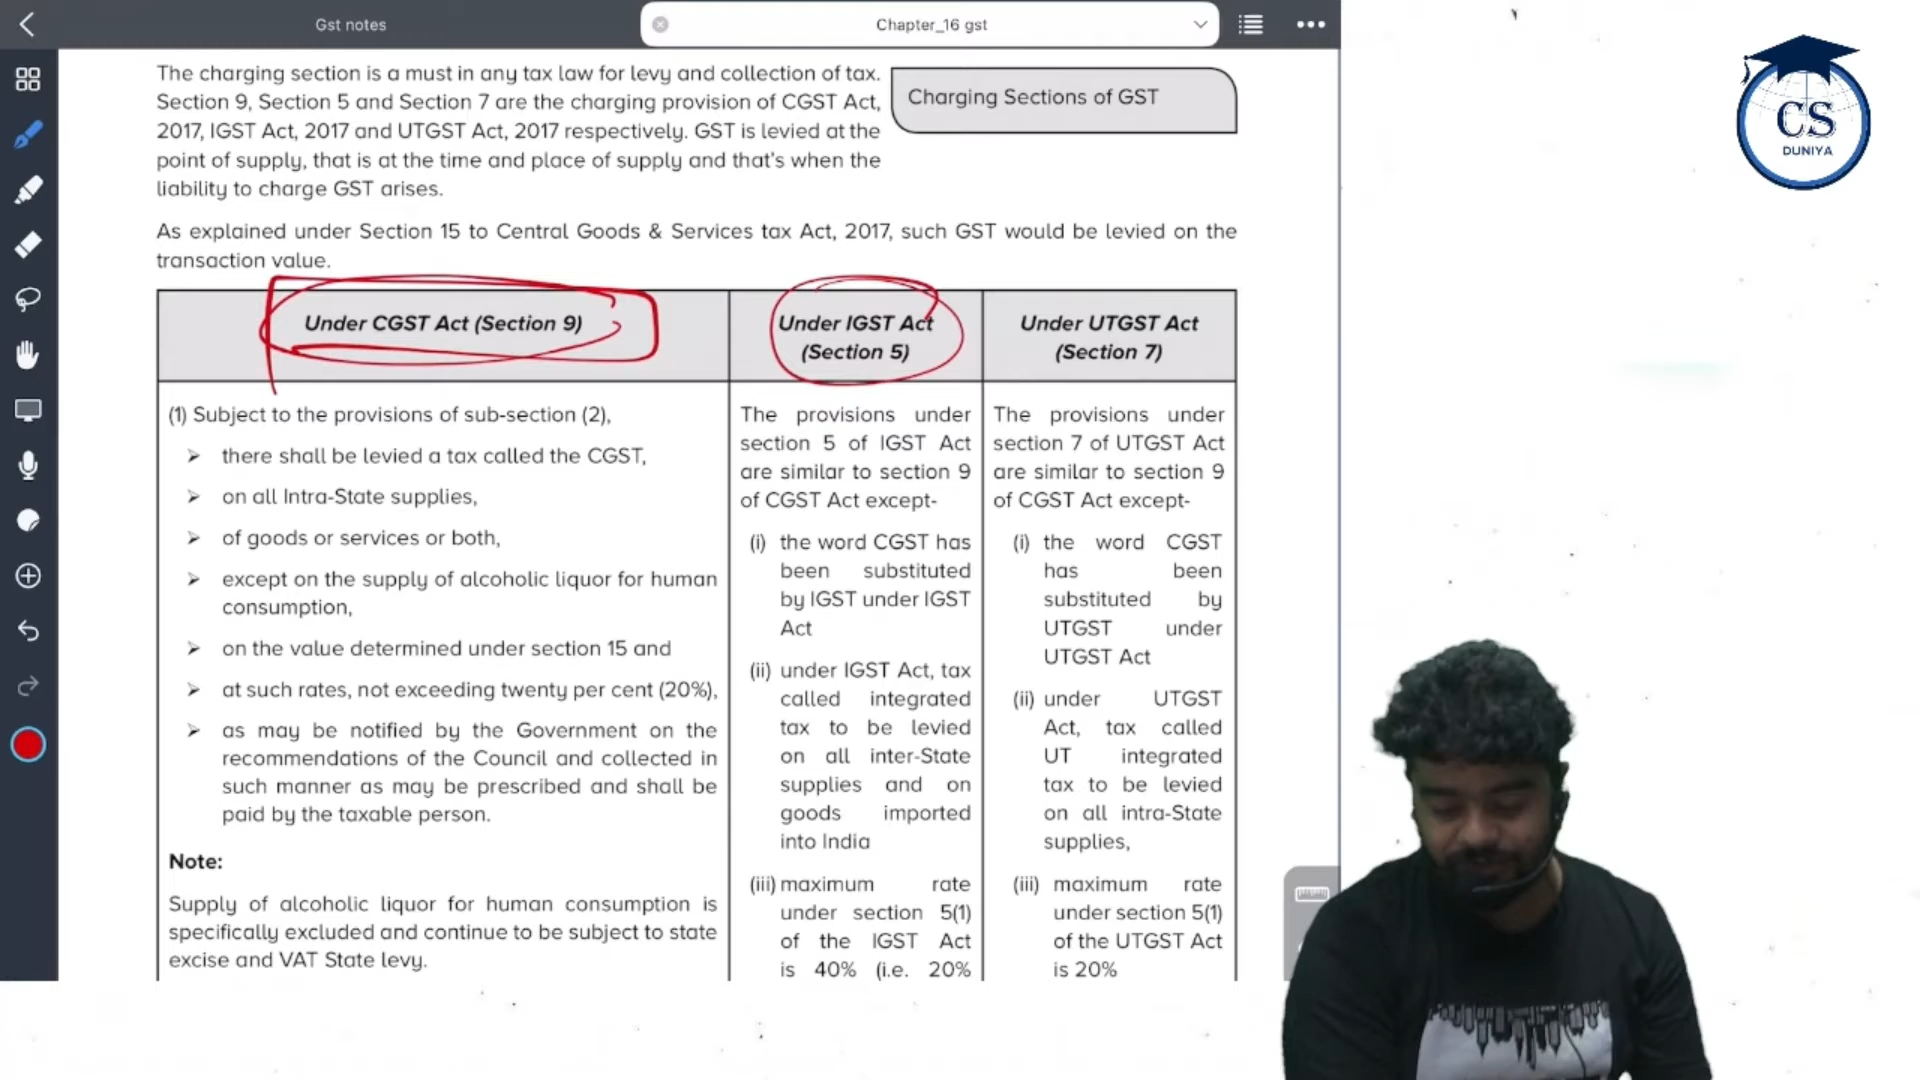 Gst notes
Chapter_16 gst
The charging section is a must in any tax law for levy and collection of tax.
Section 9, Section 5 and Section 7 are the charging provision of CGST Act,
2017, IGST Act, 2017 and UTGST Act, 2017 respectively. GST is levied at the
point of supply, that is at the time and place of supply and that's when the
liability to charge GST arises.
Charging Sections of GST
As explained under Section 15 to Central Goods & Services tax Act, 2017, such GST would be levied on the
transaction value.
Under CGST Act (Section 9)
(1) Subject to the provisions of sub-section (2),
➢ there shall be levied a tax called the CGST,
➢ on all Intra-State supplies,
➢ of goods or services or both,
➢ except on the supply of alcoholic liquor for human
consumption,
➢ on the value determined under section 15 and
➢ at such rates, not exceeding twenty per cent (20%),
➢ as may be notified by the Government on the
recommendations of the Council and collected in
such manner as may be prescribed and shall be
paid by the taxable person.
Note:
Supply of alcoholic liquor for human consumption is
specifically excluded and continue to be subject to state
excise and VAT State levy.
Under IGST Act
(Section 5)
The provisions under
section 5 of IGST Act
are similar to section 9
of CGST Act except-
(i) the word CGST has
been substituted
by IGST under IGST
Act
(ii) under IGST Act, tax
called integrated
tax to be levied
on all inter-State
supplies and on
goods imported
into India
(iii) maximum rate
under section 5(1)
of the IGST Act
is 40% (i.e. 20%
Under UTGST Act
(Section 7)
The provisions under
section 7 of UTGST Act
are similar to section 9
of CGST Act except-
(i) the word CGST
has been
substituted by
UTGST under
UTGST Act
(ii) under UTGST
Act, tax called
UT integrated
tax to be levied
on all intra-State
supplies,
(iii) maximum rate
under section 5(1)
of the UTGST Act
is 20%
CS
DUNIYA